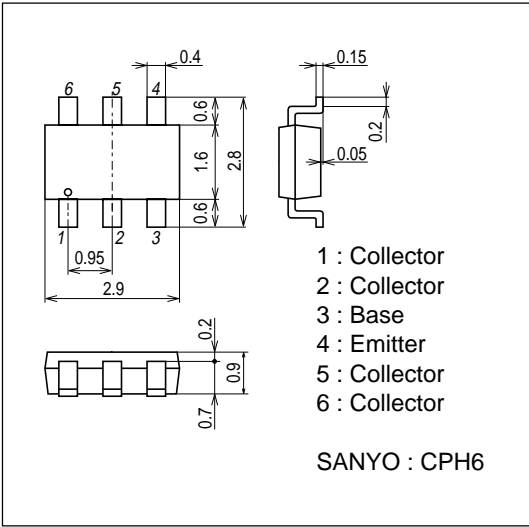 6 5 4
0.4
0.6
1.6
2.8
0.6
1 2 3
0.95
2.9
0.15
0.2
0.05
0.2
0.9
0.7
1 : Collector
2 : Collector
3 : Base
4 : Emitter
5 : Collector
6 : Collector
SANYO : CPH6